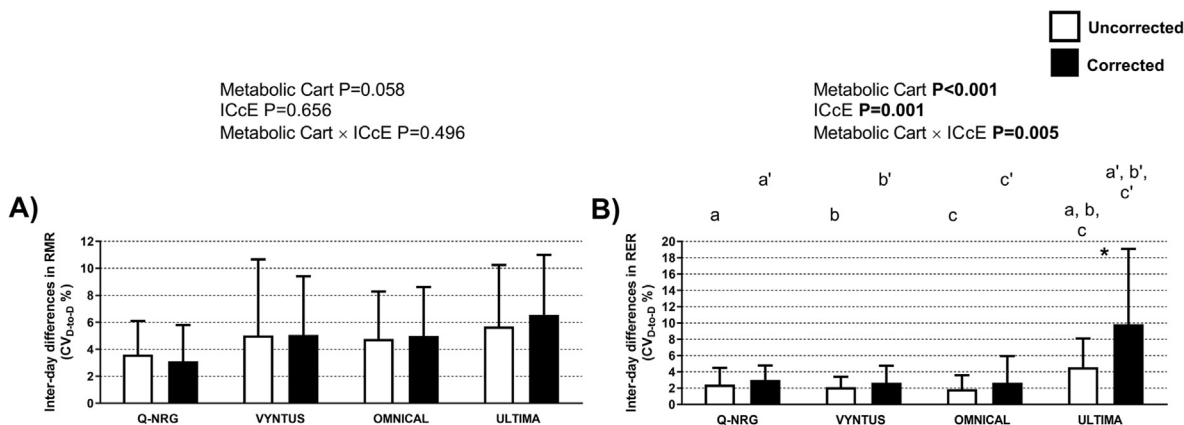 Uncorrected
Corrected
Metabolic Cart P=0.058
ICcE P=0.656
Metabolic Cart × ICcE P=0.496
Metabolic Cart P<0.001
ICcE P=0.001
Metabolic Cart × ICcE P=0.005
A)
Inter-day differences in RMR
(CVD-to-D %)
12
10
8
6
4
2
0
Q-NRG VYNTUS OMNICAL ULTIMA
B)
a' b' c' a', b',
c'
a b c a, b,
c
*
Inter-day differences in RER
(CVD-to-D %)
20
18
16
14
12
10
8
6
4
2
0
Q-NRG VYNTUS OMNICAL ULTIMA